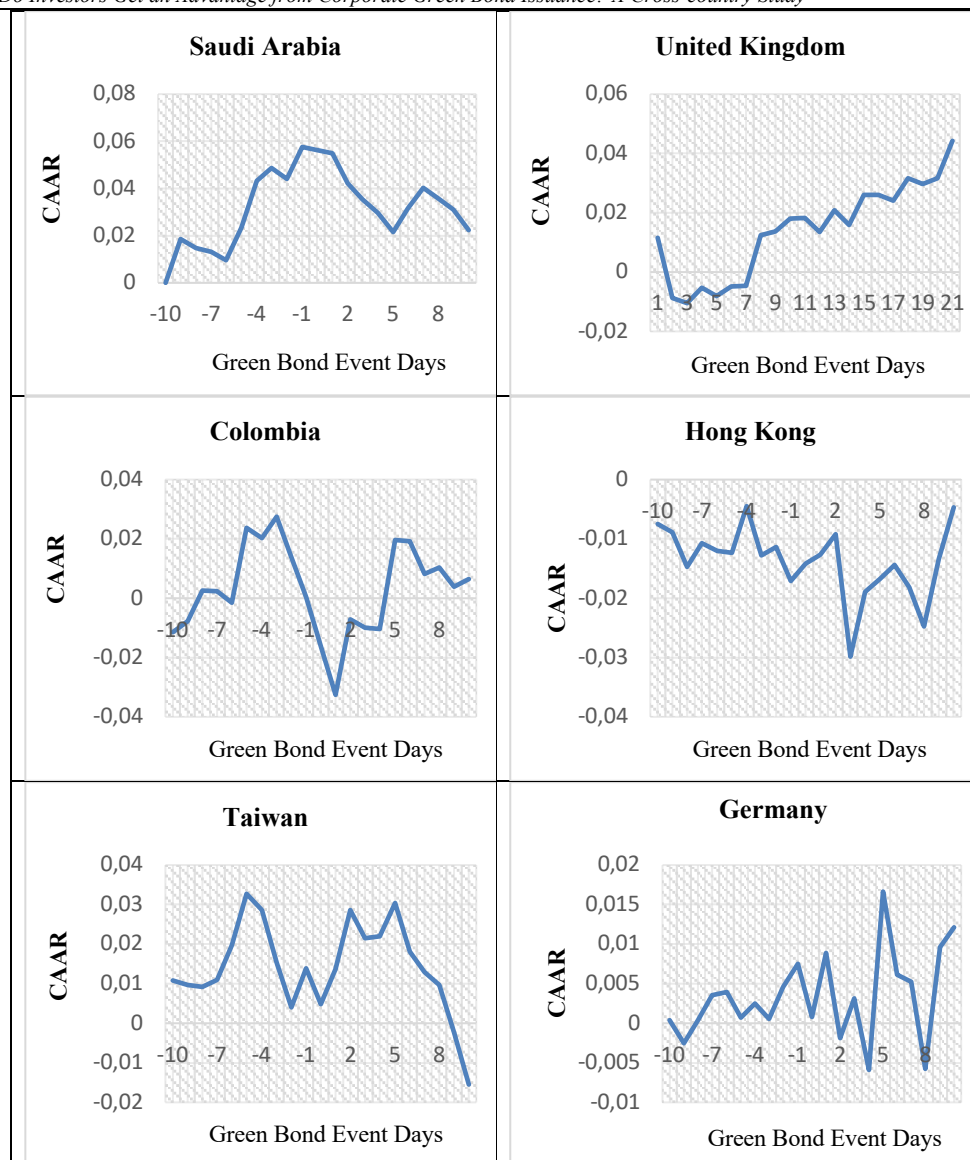 Do Investors Get an Advantage from Corporate Green Bond Issuance? A Cross-country Study
Saudi Arabia
0,08
0,06
0,04
0,02
0
CAAR
-10 -7 -4 -1 2 5 8
Green Bond Event Days
United Kingdom
0,06
0,04
0,02
0
-0,02
CAAR
1 3 5 7 9 11 13 15 17 19 21
Green Bond Event Days
Colombia
0,04
0,02
0
-0,02
-0,04
CAAR
-10 -7 -4 -1 2 5 8
Green Bond Event Days
Hong Kong
0
-0,01
-0,02
-0,03
-0,04
CAAR
-10 -7 -4 -1 2 5 8
Green Bond Event Days
Taiwan
0,04
0,03
0,02
0,01
0
-0,01
-0,02
CAAR
-10 -7 -4 -1 2 5 8
Green Bond Event Days
Germany
0,02
0,015
0,01
0,005
0
-0,005
-0,01
CAAR
-10 -7 -4 -1 2 5 8
Green Bond Event Days